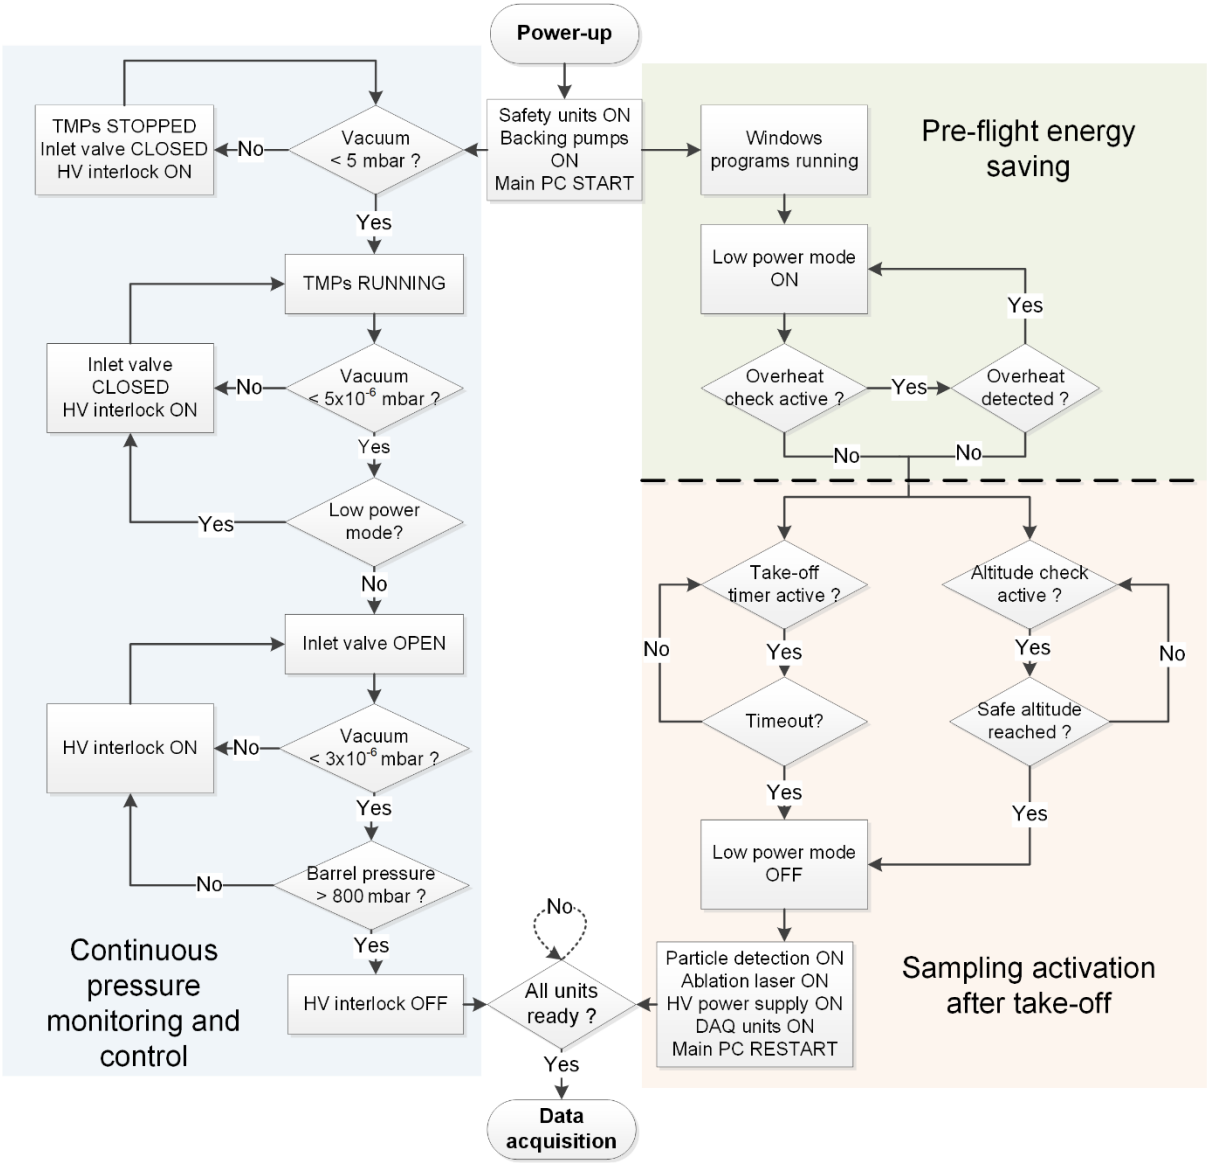 Power-up
Safety units ON
Backing pumps
ON
Main PC START
TMPs STOPPED
Inlet valve CLOSED
HV interlock ON
No
Vacuum
< 5 mbar ?
Yes
TMPs RUNNING
Inlet valve
CLOSED
HV interlock ON
No
Vacuum
< 5x10⁻⁶ mbar ?
Yes
Low power
mode?
Yes
No
Inlet valve OPEN
HV interlock ON
No
Vacuum
< 3x10⁻⁶ mbar ?
Yes
Barrel pressure
> 800 mbar ?
No
Yes
HV interlock OFF
Continuous
pressure
monitoring and
control
Windows
programs running
Pre-flight energy
saving
Low power mode
ON
Yes
Overheat
check active ?
Yes
Overheat
detected ?
No
No
Take-off
timer active ?
Altitude check
active ?
No
Yes
Yes
No
Timeout?
Safe altitude
reached ?
Yes
Yes
Low power mode
OFF
Particle detection ON
Ablation laser ON
HV power supply ON
DAQ units ON
Main PC RESTART
Sampling activation
after take-off
No
All units
ready ?
Yes
Data
acquisition